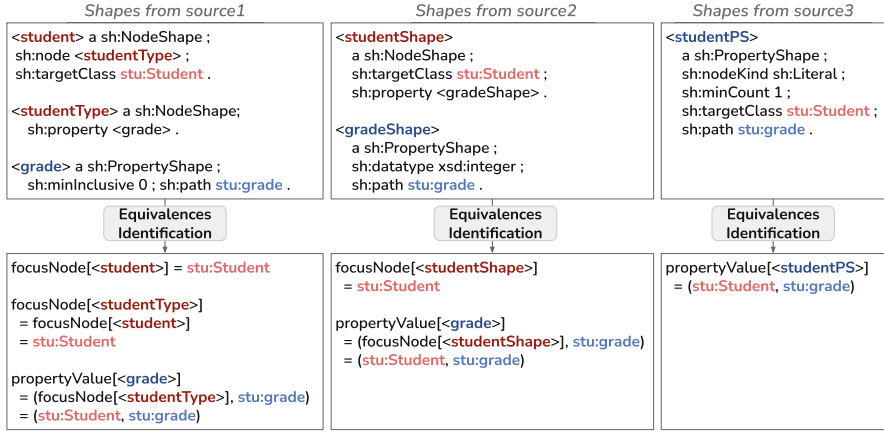 Shapes from source1
<student> a sh:NodeShape ;
sh:node <studentType> ;
sh:targetClass stu:Student .
<studentType> a sh:NodeShape;
sh:property <grade> .
<grade> a sh:PropertyShape ;
sh:minInclusive 0 ; sh:path stu:grade .
Equivalences
Identification
focusNode[<student>] = stu:Student
focusNode[<studentType>]
= focusNode[<student>]
= stu:Student
propertyValue[<grade>]
= (focusNode[<studentType>], stu:grade)
= (stu:Student, stu:grade)
Shapes from source2
<studentShape>
a sh:NodeShape ;
sh:targetClass stu:Student ;
sh:property <gradeShape> .
<gradeShape>
a sh:PropertyShape ;
sh:datatype xsd:integer ;
sh:path stu:grade .
Equivalences
Identification
focusNode[<studentShape>]
= stu:Student
propertyValue[<grade>]
= (focusNode[<studentShape>], stu:grade)
= (stu:Student, stu:grade)
Shapes from source3
<studentPS>
a sh:PropertyShape ;
sh:nodeKind sh:Literal ;
sh:minCount 1 ;
sh:targetClass stu:Student ;
sh:path stu:grade .
Equivalences
Identification
propertyValue[<studentPS>]
= (stu:Student, stu:grade)